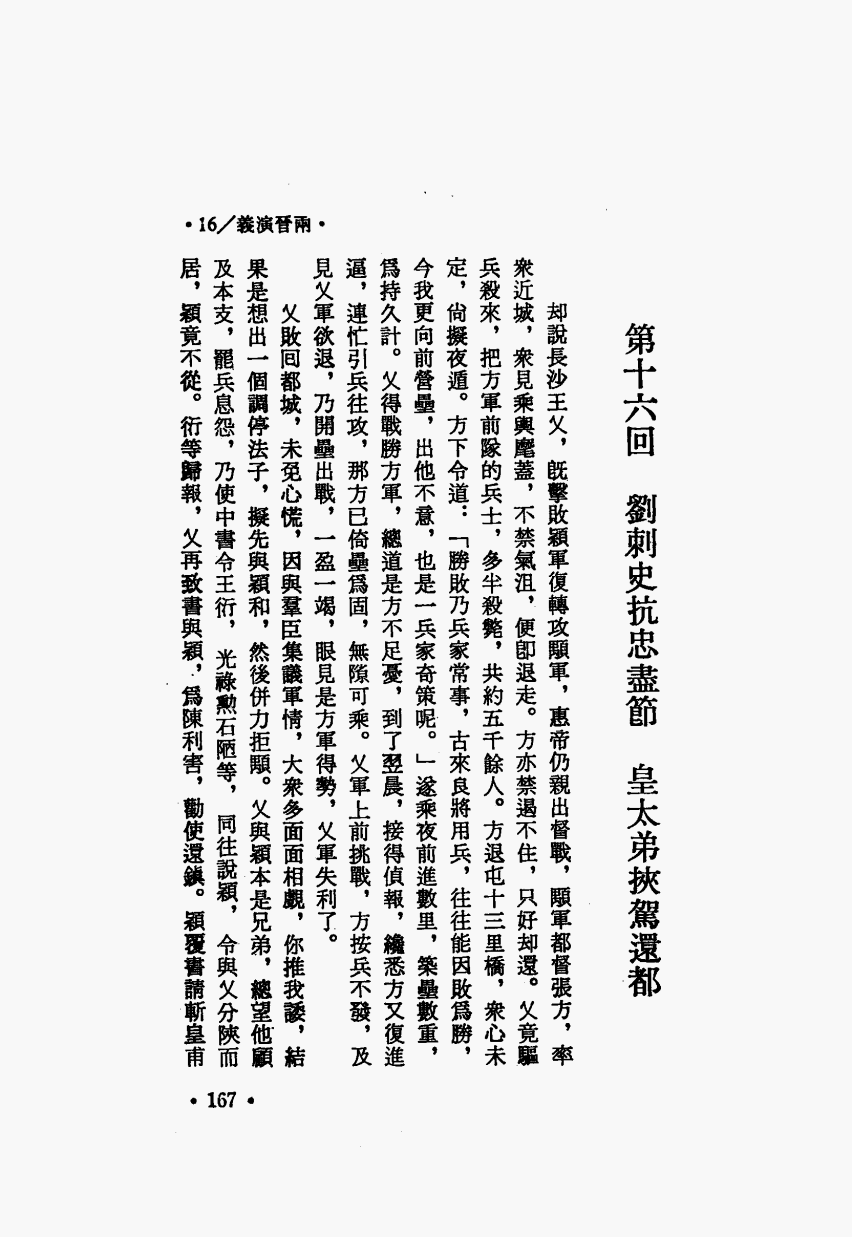 •16／義演晉兩•
第十六回　劉刺史抗忠盡節　皇太弟挾駕還都
却說長沙王乂，旣擊敗穎軍復轉攻顒軍，惠帝仍親出督戰，顒軍都督張方，率
衆近城，衆見乘輿麾蓋，不禁氣沮，便卽退走。方亦禁遏不住，只好却還。乂竟驅
兵殺來，把方軍前隊的兵士，多半殺斃，共約五千餘人。方退屯十三里橋，衆心未
定，尙擬夜遁。方下令道：「勝敗乃兵家常事，古來良將用兵，往往能因敗爲勝，
今我更向前營壘，出他不意，也是一兵家奇策呢。」遂乘夜前進數里，築壘數重，
爲持久計。乂得戰勝方軍，總道是方不足憂，到了翌晨，接得偵報，纔悉方又復進
逼，連忙引兵往攻，那方已倚壘爲固，無隙可乘。乂軍上前挑戰，方按兵不發，及
見乂軍欲退，乃開壘出戰，一盈一竭，眼見是方軍得勢，乂軍失利了。
乂敗回都城，未免心慌，因與羣臣集議軍情，大衆多面面相覷，你推我諉，結
果是想出一個調停法子，擬先與穎和，然後併力拒顒。乂與穎本是兄弟，總望他顧
及本支，罷兵息怨，乃使中書令王衍，光祿勳石陋等，同往說穎，令與乂分陝而
居，穎竟不從。衍等歸報，乂再致書與穎，爲陳利害，勸使還鎭。穎覆書請斬皇甫
•167•